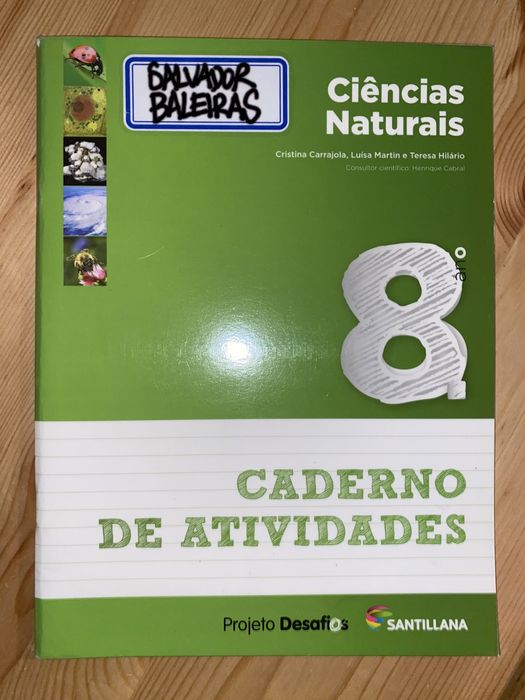 SALVADOR
BALEIRAS
Ciências
Naturais
Cristina Carrajola, Luísa Martin e Teresa Hilário
Consultor científico: Henrique Cabral
8.º
ano
CADERNO
DE ATIVIDADES
Projeto Desafios
SANTILLANA